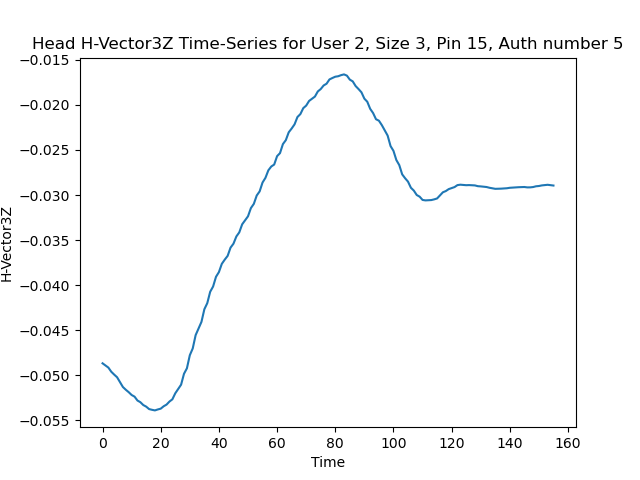 Head H-Vector3Z Time-Series for User 2, Size 3, Pin 15, Auth number 5
−0.015
−0.020
−0.025
−0.030
−0.035
−0.040
−0.045
−0.050
−0.055
H-Vector3Z
0 20 40 60 80 100 120 140 160
Time